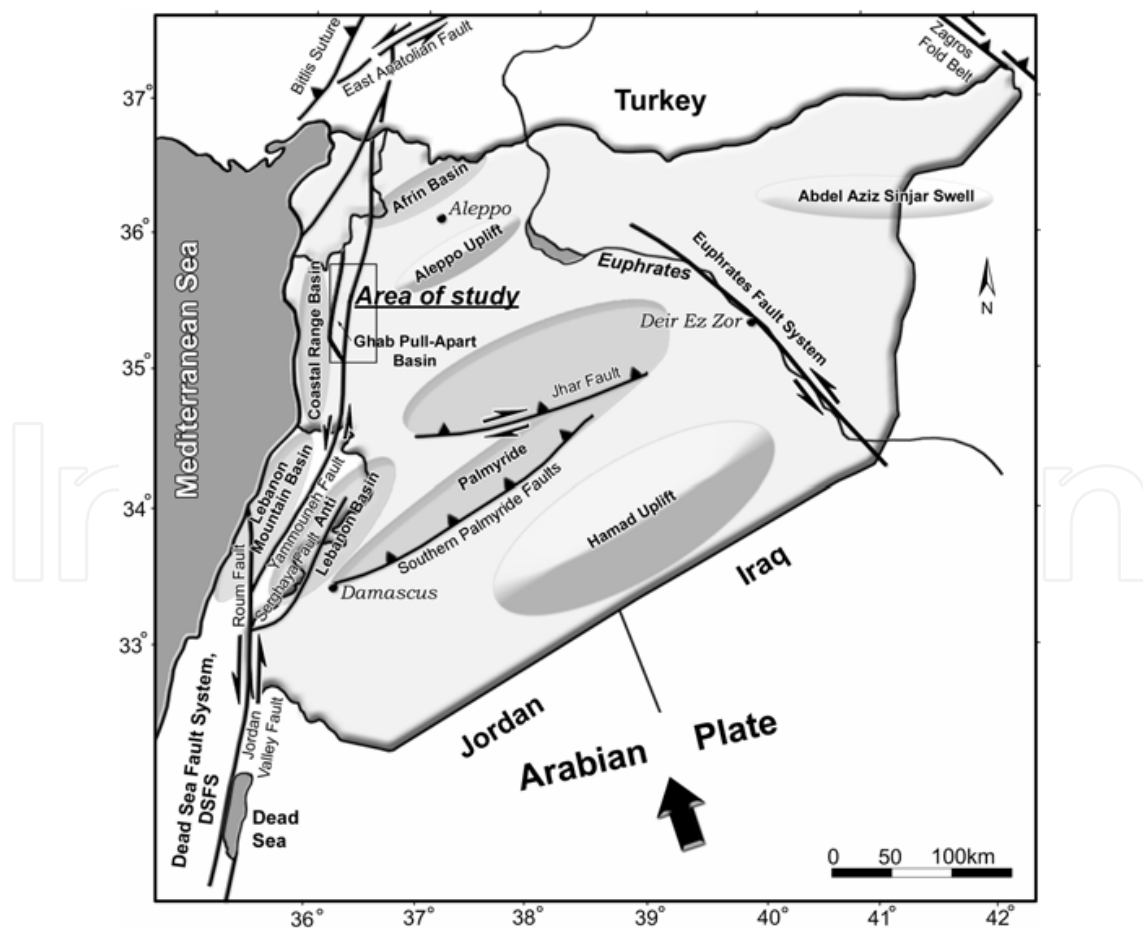 Bitlis Suture
East Anatolian Fault
Zagros
Fold Belt
37°
Turkey
Afrin Basin
Abdel Aziz Sinjar Swell
Aleppo
36°
Aleppo Uplift
Euphrates
Euphrates Fault System
Mediterranean Sea
Coastal Range Basin
Area of study
N
Deir Ez Zor
Ghab Pull-Apart
Basin
35°
Jhar Fault
Lebanon
Mountain Basin
Yammouneh Fault
Palmyride
34°
Anti
Lebanon Basin
Serghaya Fault
Southern Palmyride Faults
Hamad Uplift
Roum Fault
Damascus
Iraq
33°
Dead Sea Fault System,
DSFS
Jordan
Valley Fault
Jordan
Arabian Plate
Dead
Sea
0 50 100km
36° 37° 38° 39° 40° 41° 42°